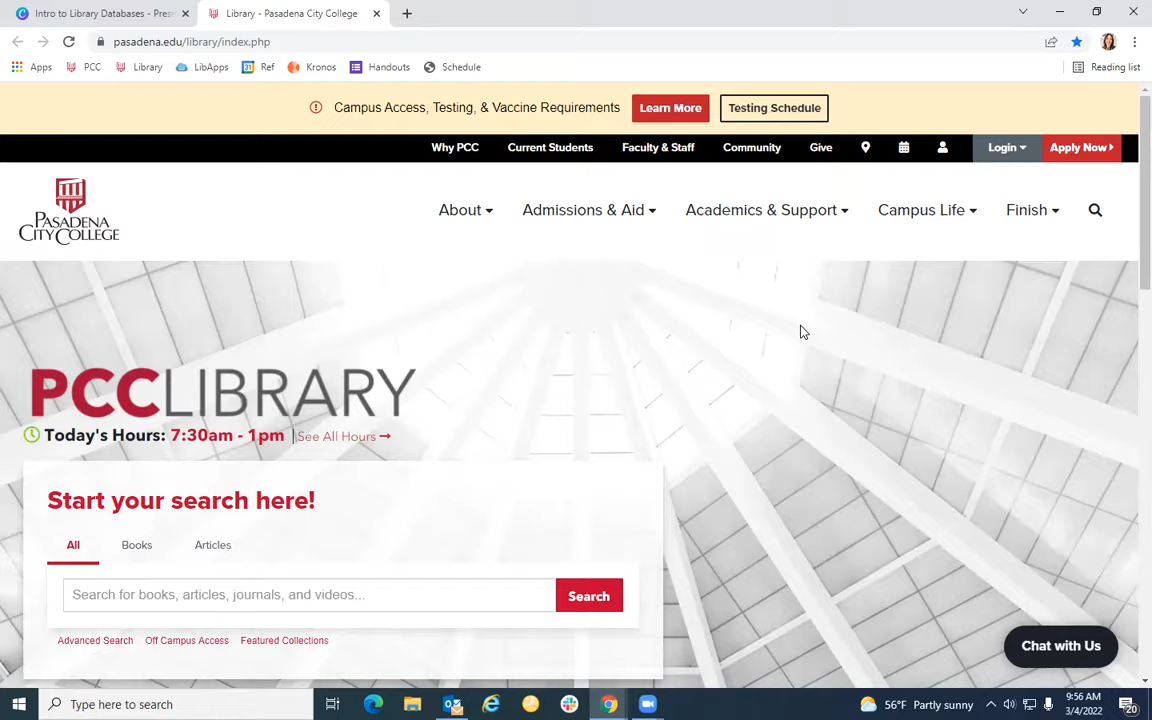 Intro to Library Databases - Prese
Library - Pasadena City College
pasadena.edu/library/index.php
Apps
PCC
Library
LibApps
Ref
Kronos
Handouts
Schedule
Reading list
Campus Access, Testing, & Vaccine Requirements
Learn More
Testing Schedule
Why PCC
Current Students
Faculty & Staff
Community
Give
Login
Apply Now
PASADENA
CITY COLLEGE
About
Admissions & Aid
Academics & Support
Campus Life
Finish
PCCLIBRARY
Today's Hours: 7:30am - 1pm | See All Hours
Start your search here!
All
Books
Articles
Search for books, articles, journals, and videos...
Search
Advanced Search
Off Campus Access
Featured Collections
Chat with Us
Type here to search
56°F Partly sunny
9:56 AM
3/4/2022
20